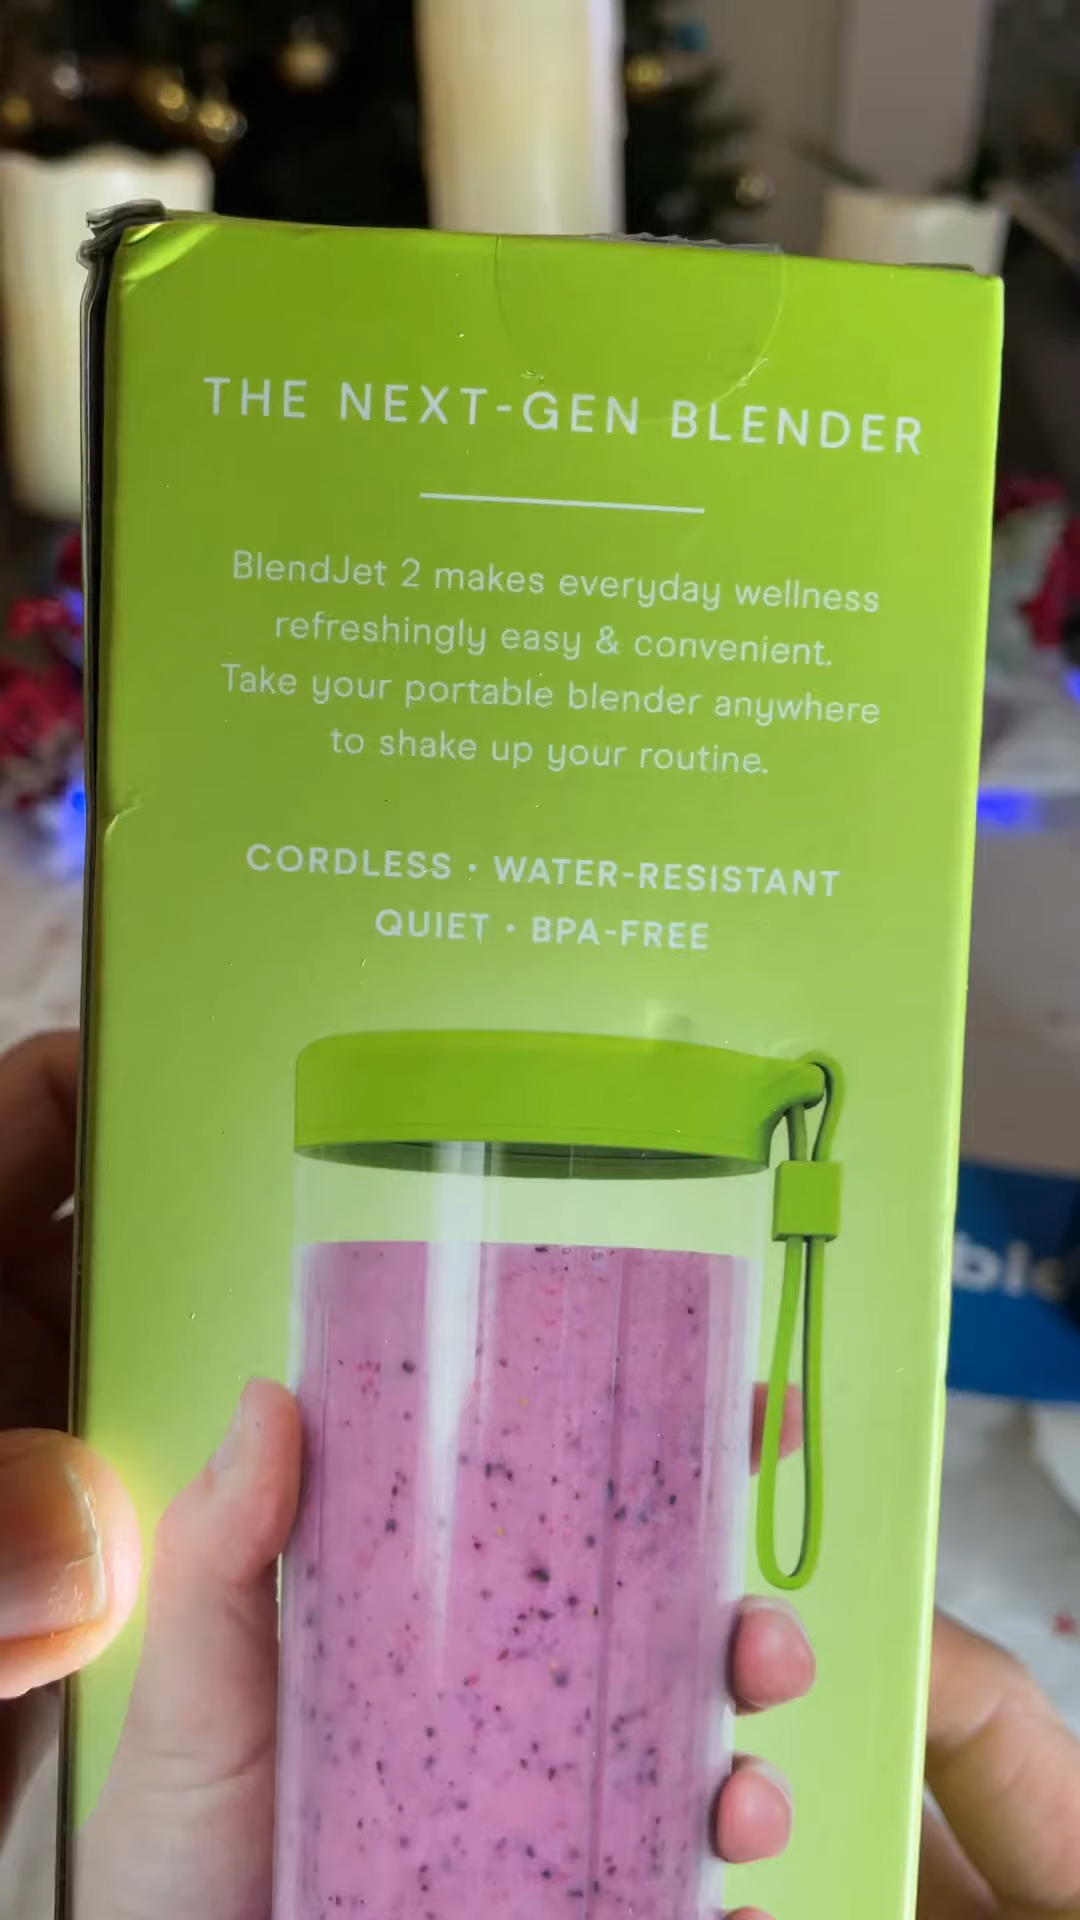 THE NEXT-GEN BLENDER
BlendJet 2 makes everyday wellness
refreshingly easy & convenient.
Take your portable blender anywhere
to shake up your routine.
CORDLESS · WATER-RESISTANT
QUIET · BPA-FREE